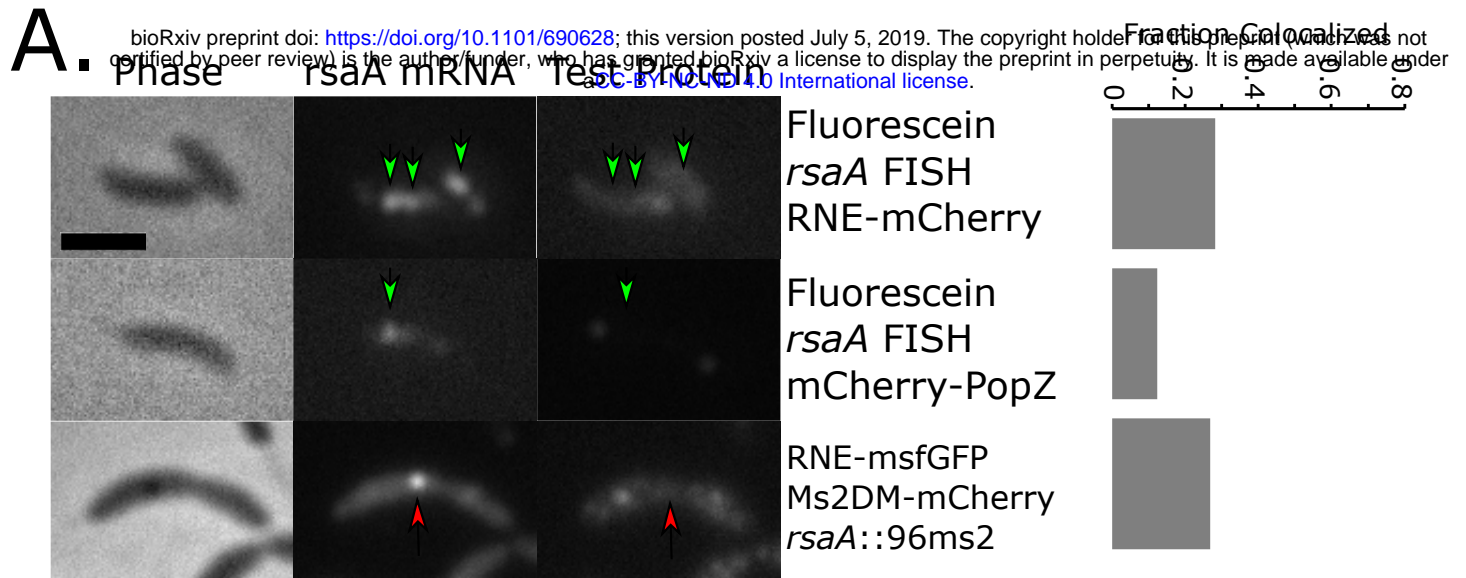 A.
bioRxiv preprint doi: https://doi.org/10.1101/690628; this version posted July 5, 2019. The copyright holder for this preprint (which was not
certified by peer review) is the author/funder, who has granted bioRxiv a license to display the preprint in perpetuity. It is made available under
aCC-BY-NC-ND 4.0 International license.
Fraction Colocalized
Phase rsaA mRNA Test Protein
0 0.2 0.4 0.6 0.8
Fluorescein
rsaA FISH
RNE-mCherry
Fluorescein
rsaA FISH
mCherry-PopZ
RNE-msfGFP
Ms2DM-mCherry
rsaA::96ms2